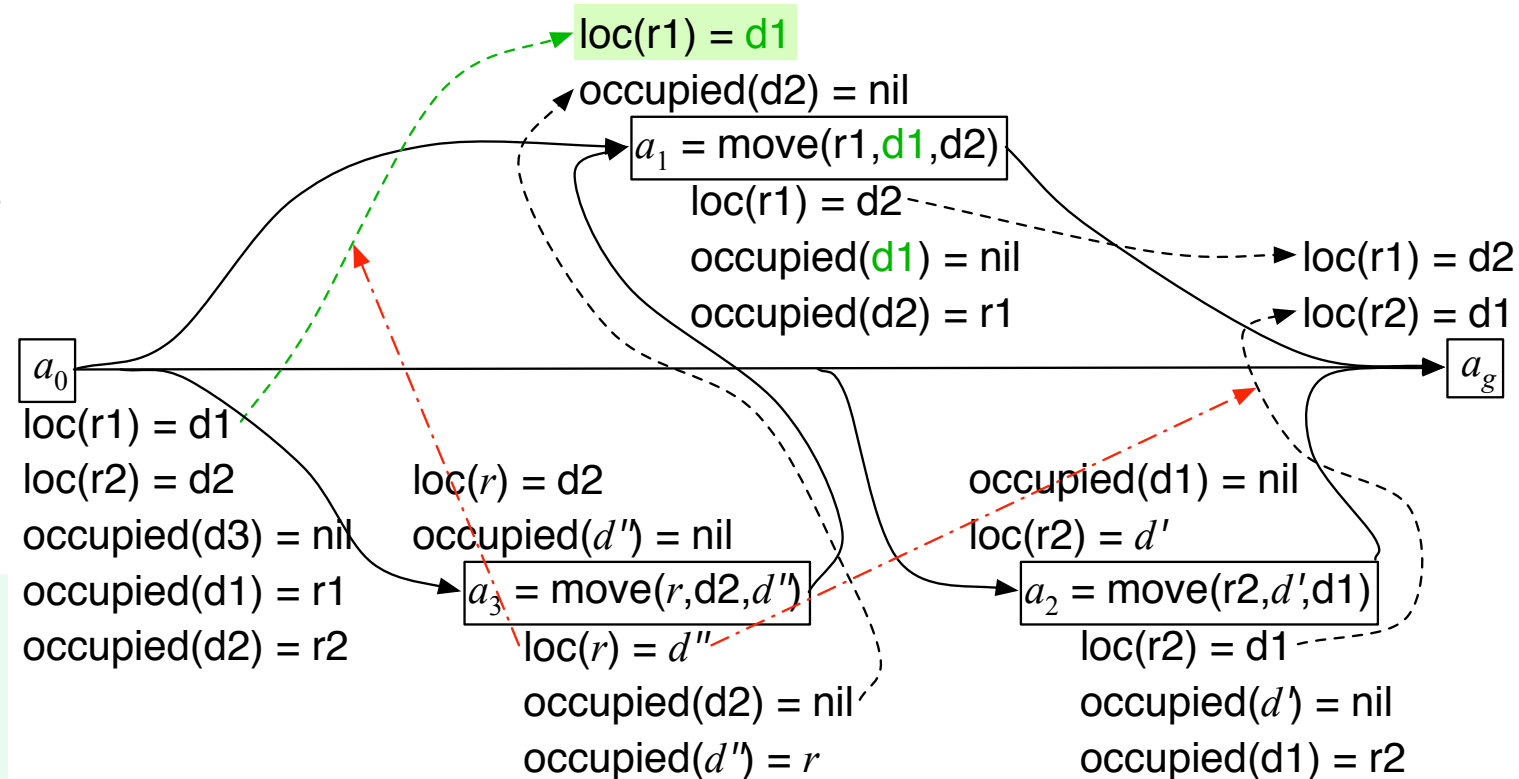 loc(r1) = d1
occupied(d2) = nil
a₁ = move(r1,d1,d2)
loc(r1) = d2
occupied(d1) = nil
occupied(d2) = r1
loc(r1) = d2
loc(r2) = d1
a₀
a_g
loc(r1) = d1
loc(r2) = d2
occupied(d3) = nil
occupied(d1) = r1
occupied(d2) = r2
loc(r) = d2
occupied(d″) = nil
a₃ = move(r,d2,d″)
loc(r) = d″
occupied(d2) = nil
occupied(d″) = r
occupied(d1) = nil
loc(r2) = d′
a₂ = move(r2,d′,d1)
loc(r2) = d1
occupied(d′) = nil
occupied(d1) = r2